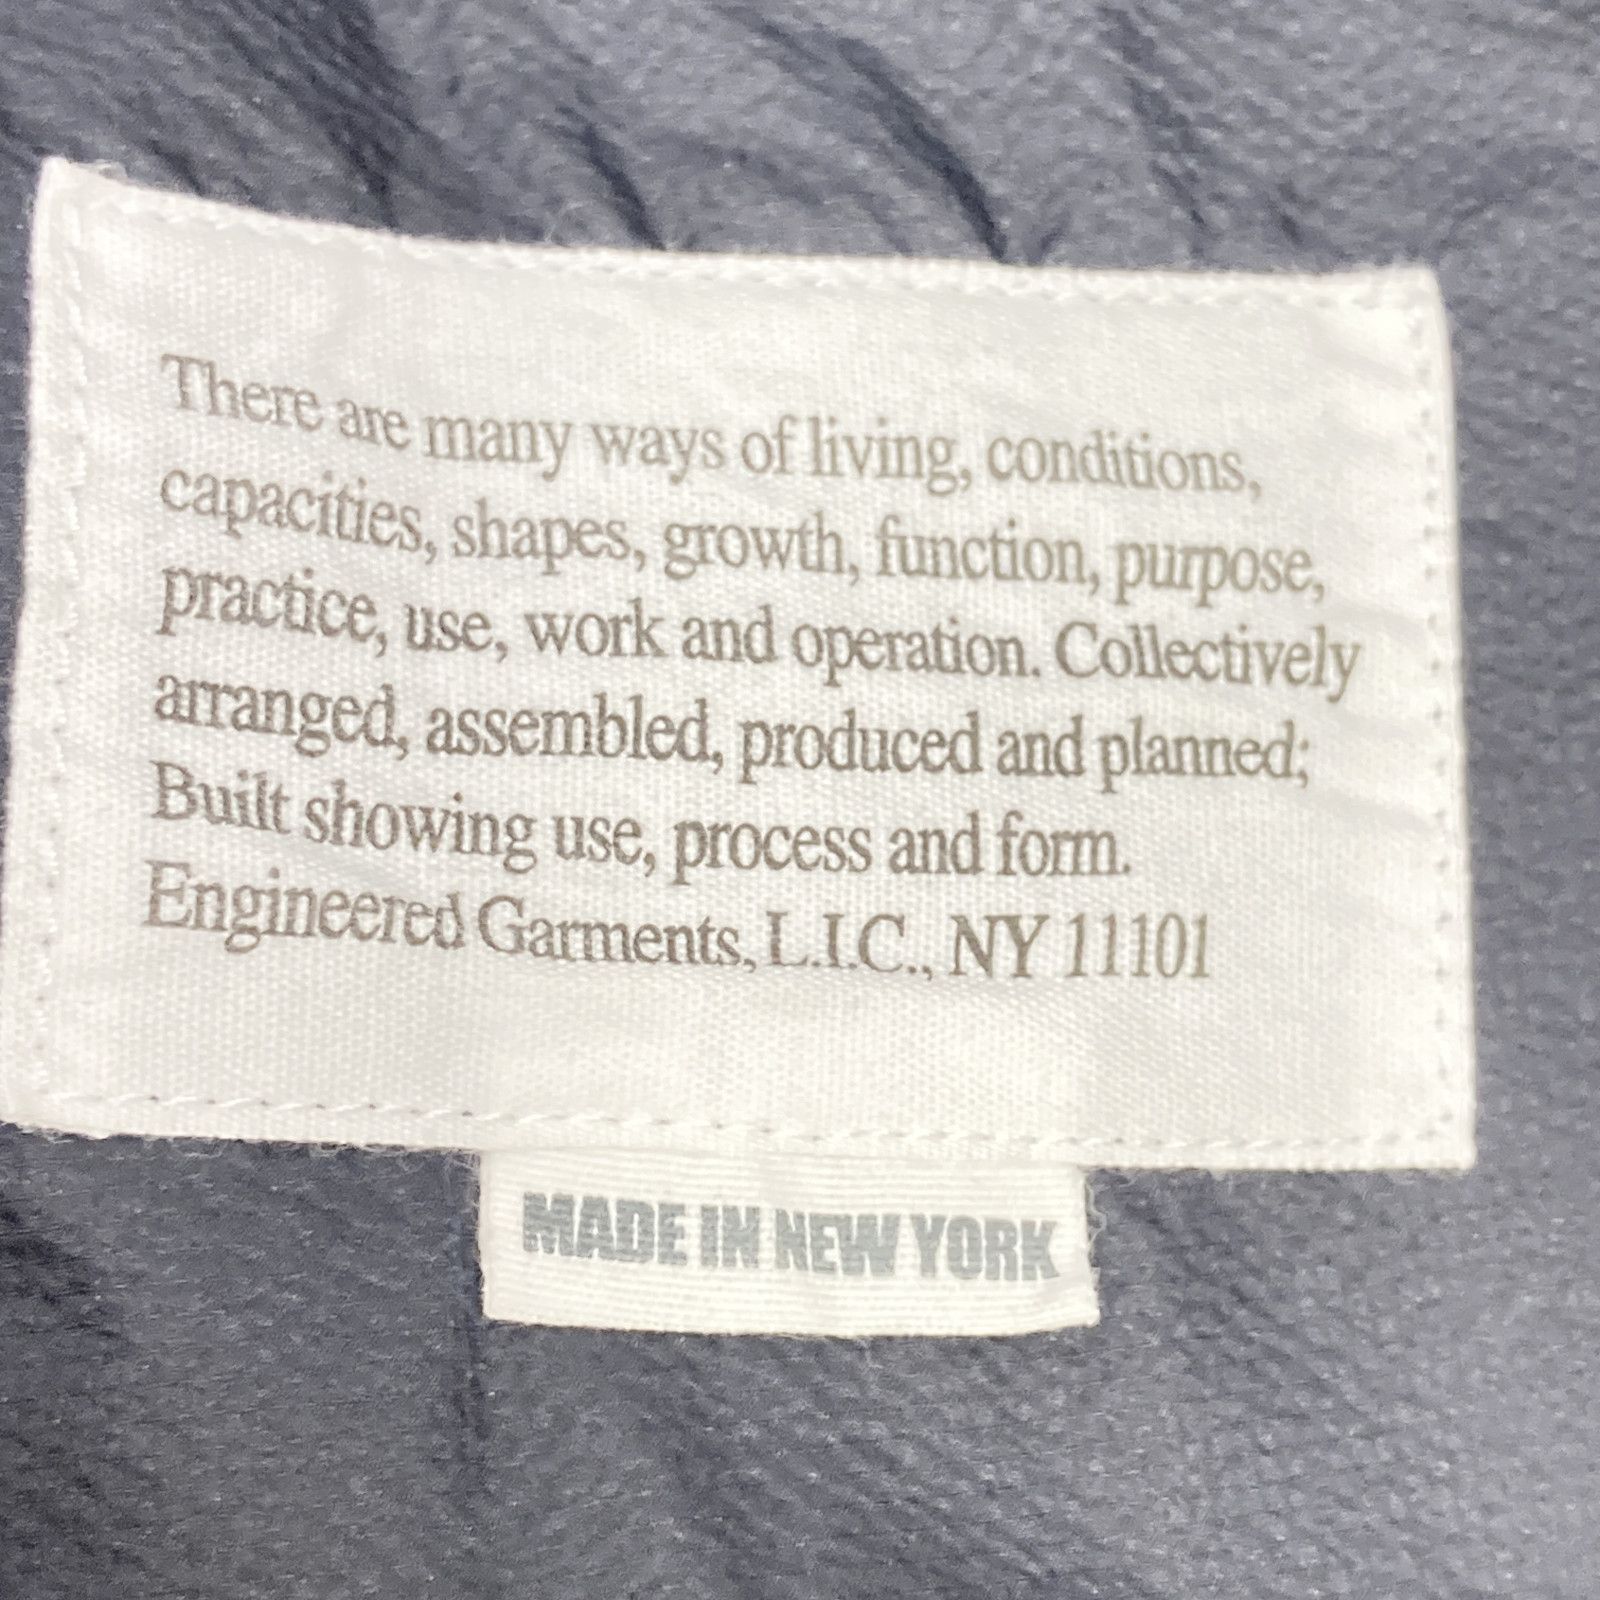 There are many ways of living, conditions,
capacities, shapes, growth, function, purpose,
practice, use, work and operation. Collectively
arranged, assembled, produced and planned;
Built showing use, process and form.
Engineered Garments, L.I.C., NY 11101
MADE IN NEW YORK